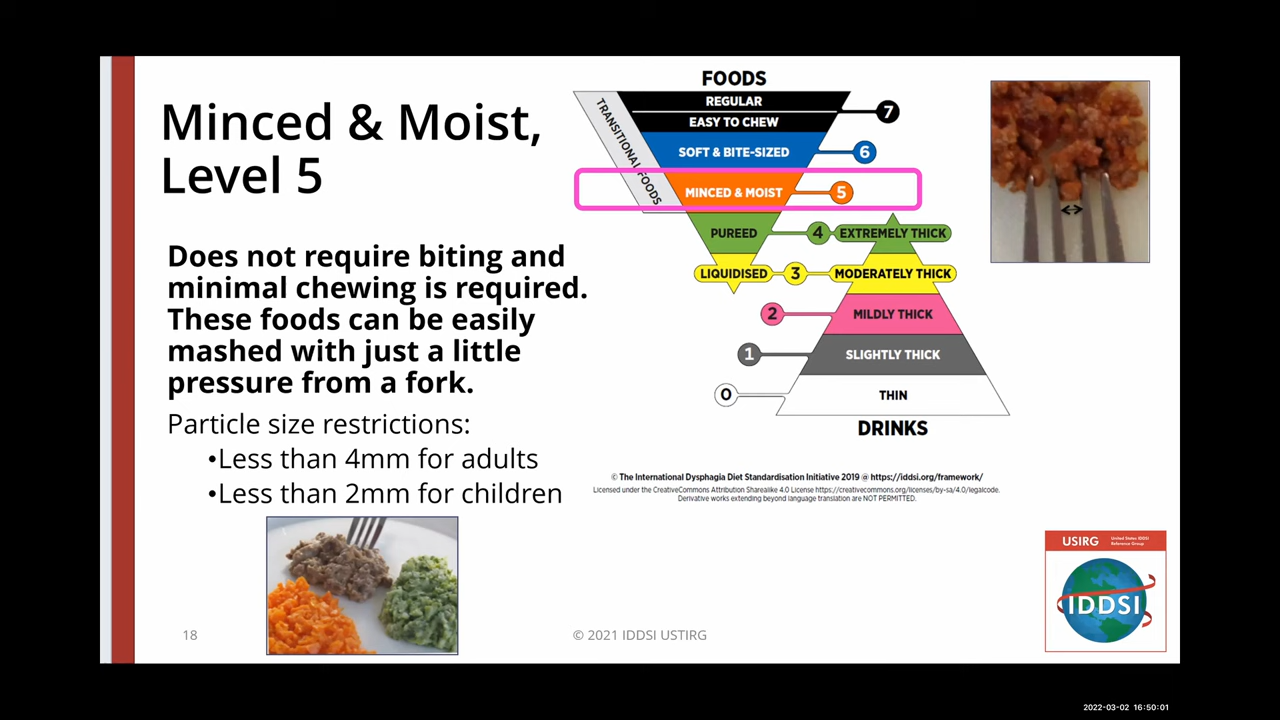 Minced & Moist,
Level 5
Does not require biting and
minimal chewing is required.
These foods can be easily
mashed with just a little
pressure from a fork.
Particle size restrictions:
•Less than 4mm for adults
•Less than 2mm for children
FOODS
TRANSITIONAL FOODS
REGULAR
EASY TO CHEW
7
SOFT & BITE-SIZED
6
MINCED & MOIST
5
PUREED
4
EXTREMELY THICK
LIQUIDISED
3
MODERATELY THICK
2
MILDLY THICK
1
SLIGHTLY THICK
0
THIN
DRINKS
© The International Dysphagia Diet Standardisation Initiative 2019 @ https://iddsi.org/framework/
Licensed under the CreativeCommons Attribution Sharealike 4.0 License https://creativecommons.org/licenses/by-sa/4.0/legalcode.
Derivative works extending beyond language translation are NOT PERMITTED.
USIRG
United States IDDSI
Reference Group
IDDSI
18
© 2021 IDDSI USTIRG
2022-03-02 16:50:01